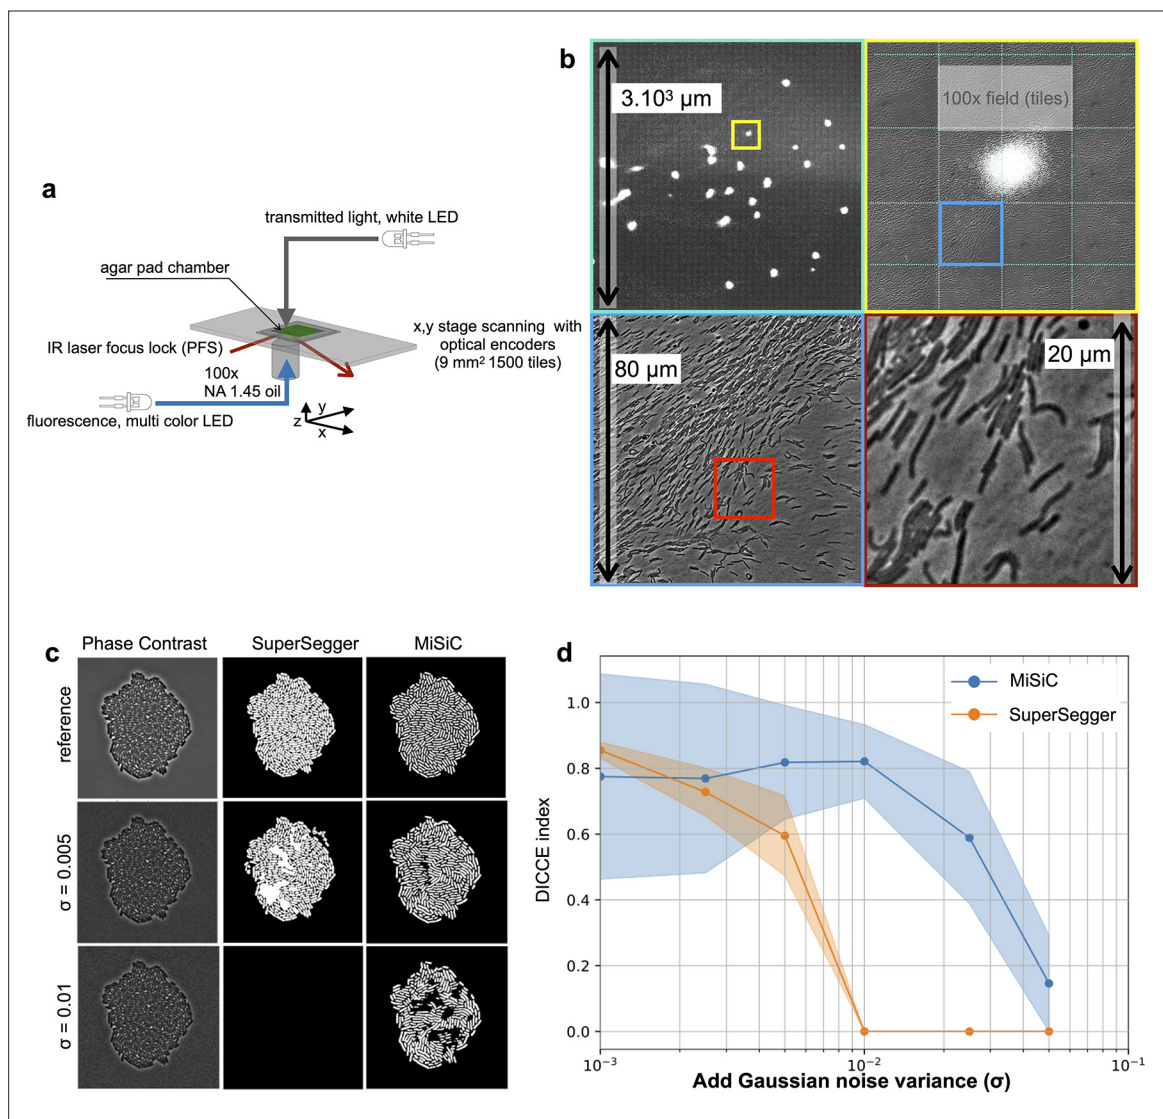 a
transmitted light, white LED
agar pad chamber
IR laser focus lock (PFS)
100x
NA 1.45 oil
fluorescence, multi color LED
x,y stage scanning with
optical encoders
(9 mm² 1500 tiles)
z
y
x
b
3.10³ µm
100x field (tiles)
80 µm
20 µm
c
Phase Contrast
SuperSegger
MiSiC
reference
σ = 0.005
σ = 0.01
d
MiSiC
SuperSegger
DICCE index
1.0
0.8
0.6
0.4
0.2
0.0
10⁻³
10⁻²
10⁻¹
Add Gaussian noise variance (σ)